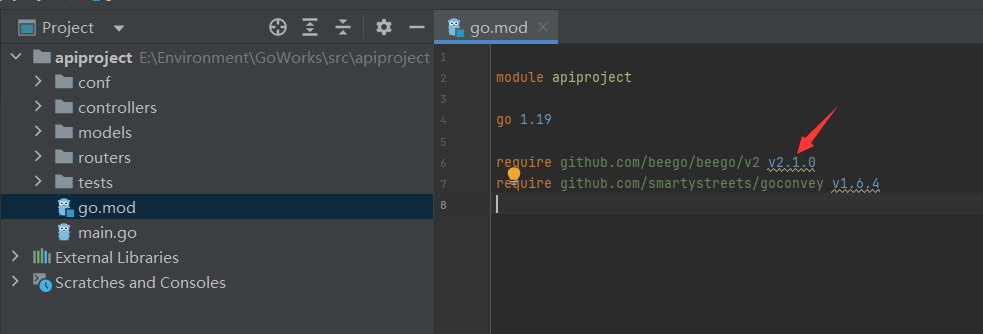 Project
go.mod
apiproject E:\Environment\GoWorks\src\apiproject
conf
controllers
models
routers
tests
go.mod
main.go
External Libraries
Scratches and Consoles
1
2 module apiproject
3
4 go 1.19
5
6 require github.com/beego/beego/v2 v2.1.0
7 require github.com/smartystreets/goconvey v1.6.4
8